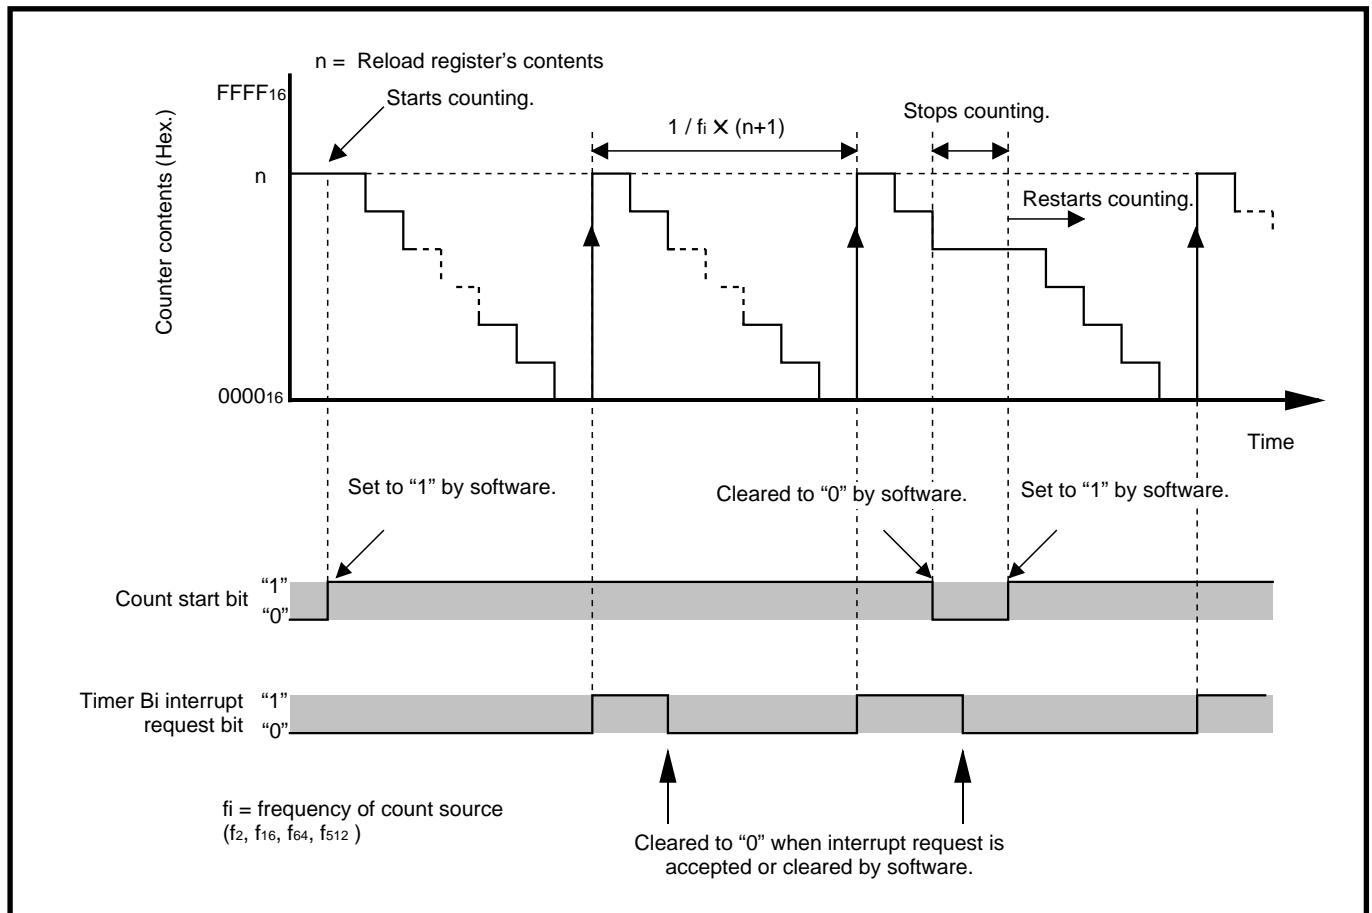 n = Reload register’s contents
FFFF16
Starts counting.
1 / fi X (n+1)
Stops counting.
Counter contents (Hex.)
n
Restarts counting.
000016
Time
Set to “1” by software.
Cleared to “0” by software.
Set to “1” by software.
Count start bit
“1”
“0”
Timer Bi interrupt
request bit
“1”
“0”
fi = frequency of count source
(f2, f16, f64, f512 )
Cleared to “0” when interrupt request is
accepted or cleared by software.